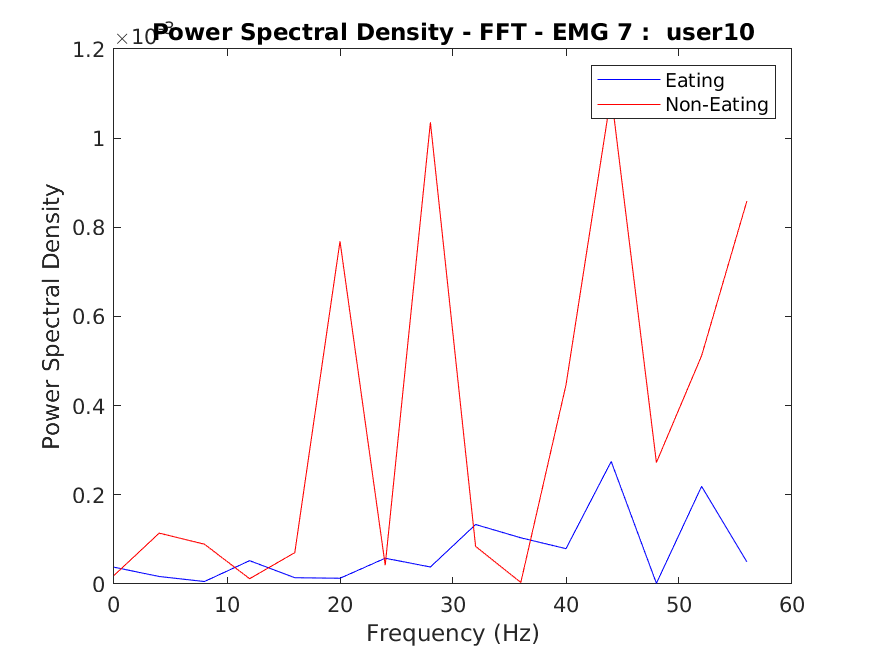 Power Spectral Density - FFT - EMG 7 :  user10
×10
Eating
Non-Eating
1.2
1
0.8
0.6
0.4
0.2
0
Power Spectral Density
0 10 20 30 40 50 60
Frequency (Hz)